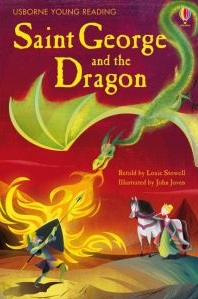 USBORNE YOUNG READING
Saint George
and the
Dragon
Retold by Louie Stowell
Illustrated by John Joven